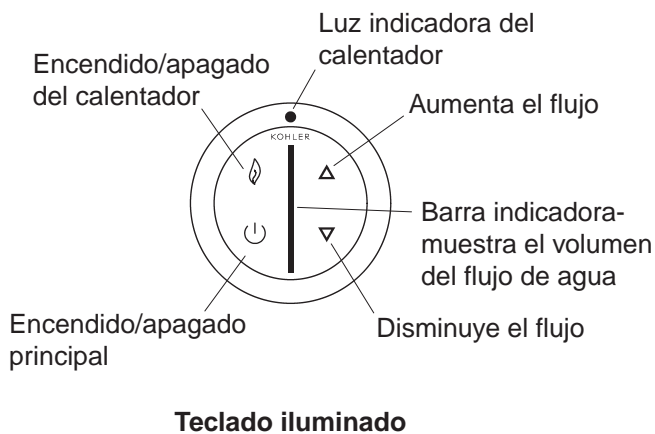 Luz indicadora del
calentador
Encendido/apagado
del calentador
Aumenta el flujo
KOHLER
Barra indicadora-
muestra el volumen
del flujo de agua
Encendido/apagado
principal
Disminuye el flujo
Teclado iluminado